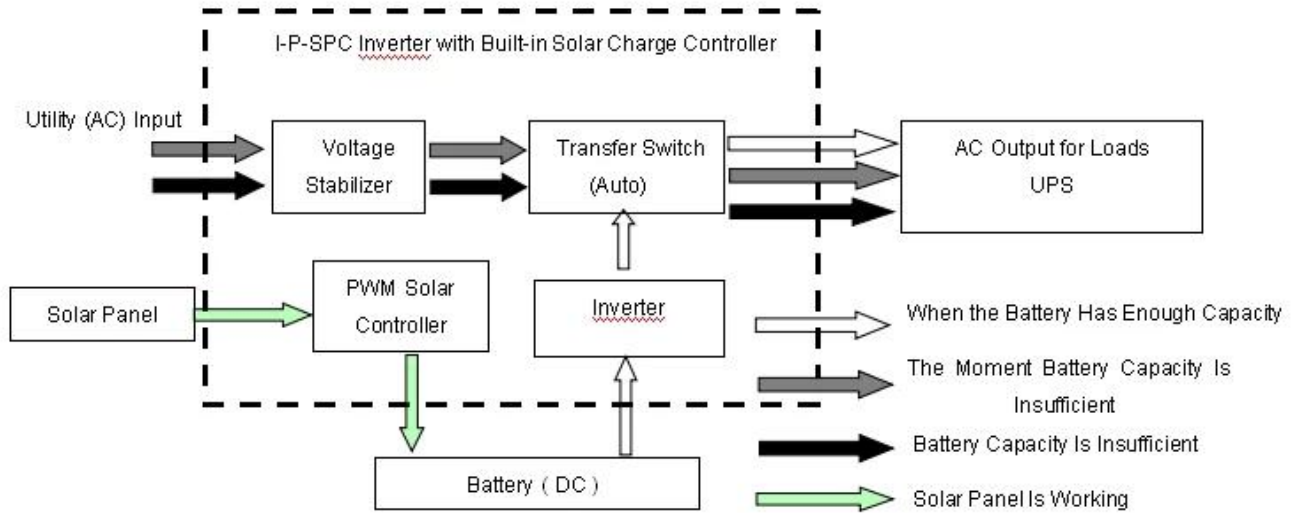 I-P-SPC Inverter with Built-in Solar Charge Controller
Utility (AC) Input
Voltage
Stabilizer
Transfer Switch
(Auto)
AC Output for Loads
UPS
Solar Panel
PWM Solar
Controller
Inverter
When the Battery Has Enough Capacity
The Moment Battery Capacity Is
Insufficient
Battery ( DC )
Battery Capacity Is Insufficient
Solar Panel Is Working